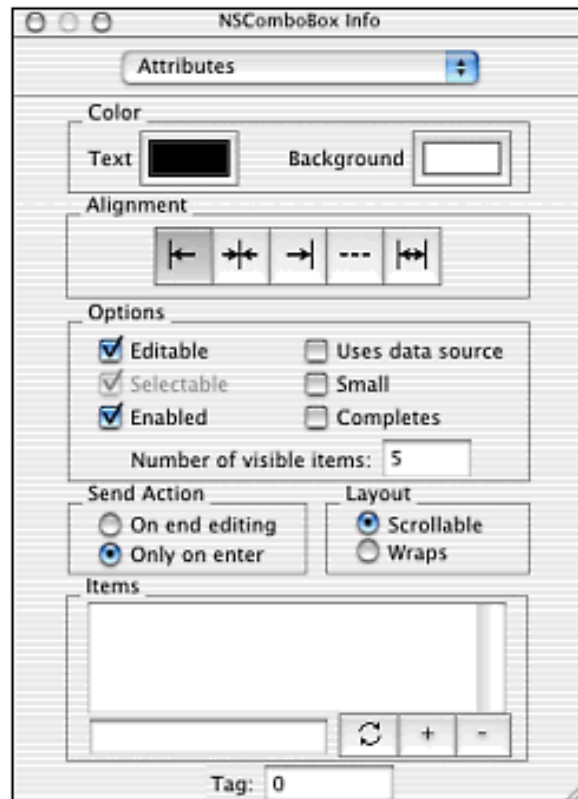 NSComboBox Info
Attributes
Color
Text Background
Alignment
Options
Editable Uses data source
Selectable Small
Enabled Completes
Number of visible items: 5
Send Action Layout
On end editing Scrollable
Only on enter Wraps
Items
+ -
Tag: 0